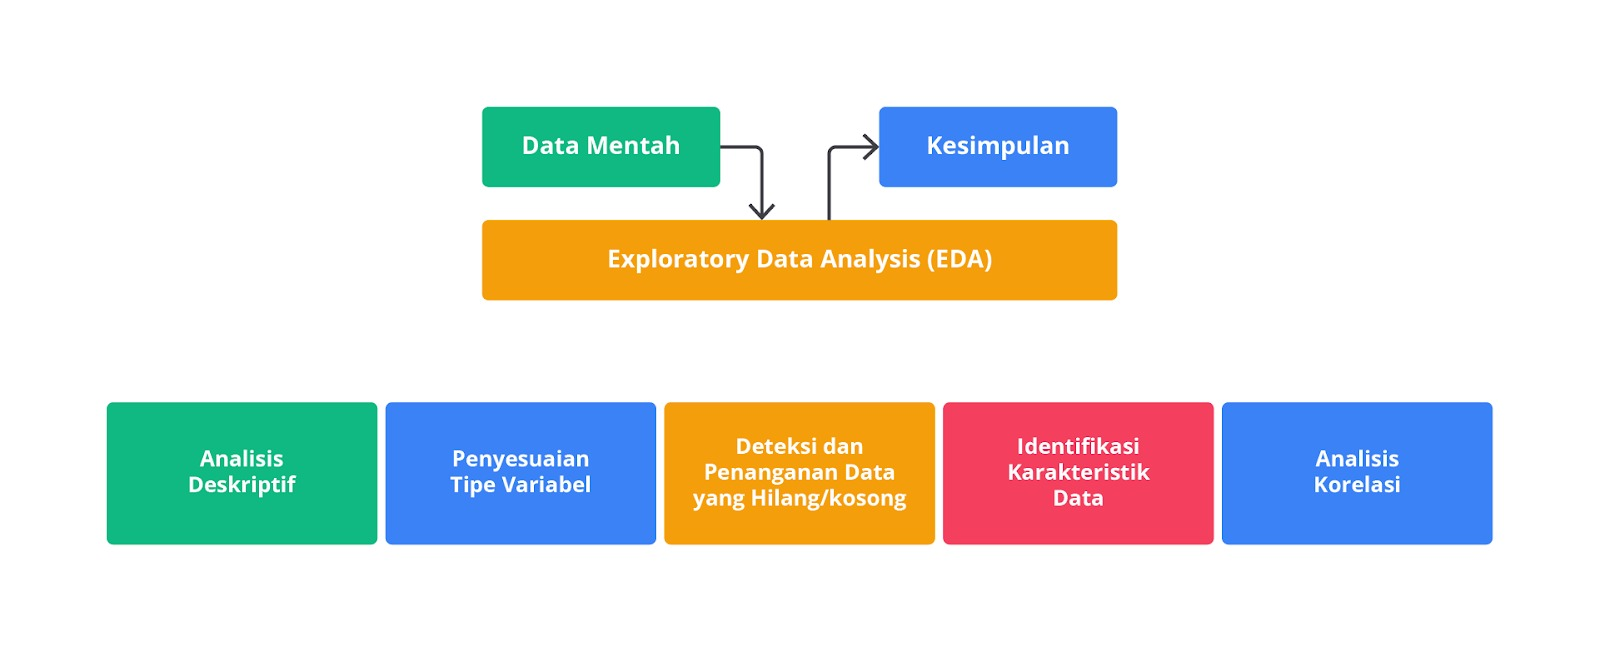 Data Mentah
Kesimpulan
Exploratory Data Analysis (EDA)
Analisis
Deskriptif
Penyesuaian
Tipe Variabel
Deteksi dan
Penanganan Data
yang Hilang/kosong
Identifikasi
Karakteristik
Data
Analisis
Korelasi